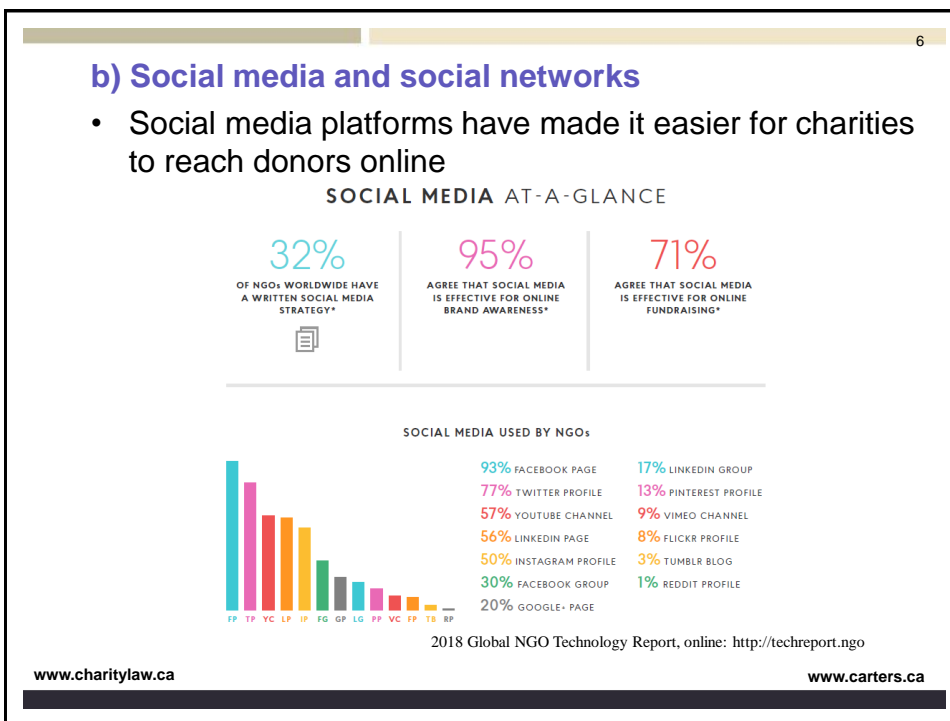 6
b) Social media and social networks
• Social media platforms have made it easier for charities
to reach donors online
SOCIAL MEDIA AT-A-GLANCE
32%
OF NGOs WORLDWIDE HAVE
A WRITTEN SOCIAL MEDIA
STRATEGY*
95%
AGREE THAT SOCIAL MEDIA
IS EFFECTIVE FOR ONLINE
BRAND AWARENESS*
71%
AGREE THAT SOCIAL MEDIA
IS EFFECTIVE FOR ONLINE
FUNDRAISING*
SOCIAL MEDIA USED BY NGOs
FP TP YC LP IP FG GP LG PP VC FP TB RP
93% FACEBOOK PAGE
77% TWITTER PROFILE
57% YOUTUBE CHANNEL
56% LINKEDIN PAGE
50% INSTAGRAM PROFILE
30% FACEBOOK GROUP
20% GOOGLE+ PAGE
17% LINKEDIN GROUP
13% PINTEREST PROFILE
9% VIMEO CHANNEL
8% FLICKR PROFILE
3% TUMBLR BLOG
1% REDDIT PROFILE
2018 Global NGO Technology Report, online: http://techreport.ngo
www.charitylaw.ca
www.carters.ca